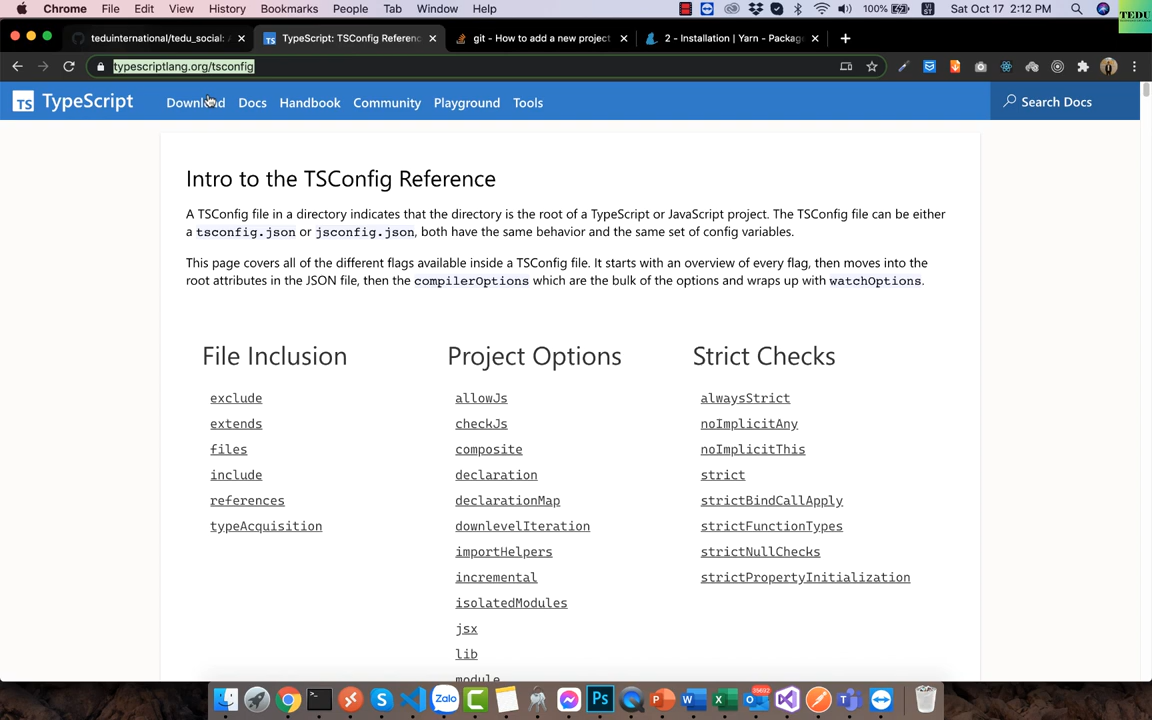 Chrome File Edit View History Bookmarks People Tab Window Help 100% Sat Oct 17 2:12 PM
TEDU
teduinternational/tedu_social: TypeScript: TSConfig Referenc git - How to add a new project 2 - Installation | Yarn - Packag
typescriptlang.org/tsconfig
TS TypeScript Download Docs Handbook Community Playground Tools Search Docs
Intro to the TSConfig Reference
A TSConfig file in a directory indicates that the directory is the root of a TypeScript or JavaScript project. The TSConfig file can be either
a tsconfig.json or jsconfig.json, both have the same behavior and the same set of config variables.
This page covers all of the different flags available inside a TSConfig file. It starts with an overview of every flag, then moves into the
root attributes in the JSON file, then the compilerOptions which are the bulk of the options and wraps up with watchOptions.
File Inclusion
exclude
extends
files
include
references
typeAcquisition
Project Options
allowJs
checkJs
composite
declaration
declarationMap
downlevelIteration
importHelpers
incremental
isolatedModules
jsx
lib
module
Strict Checks
alwaysStrict
noImplicitAny
noImplicitThis
strict
strictBindCallApply
strictFunctionTypes
strictNullChecks
strictPropertyInitialization
Zalo Ps